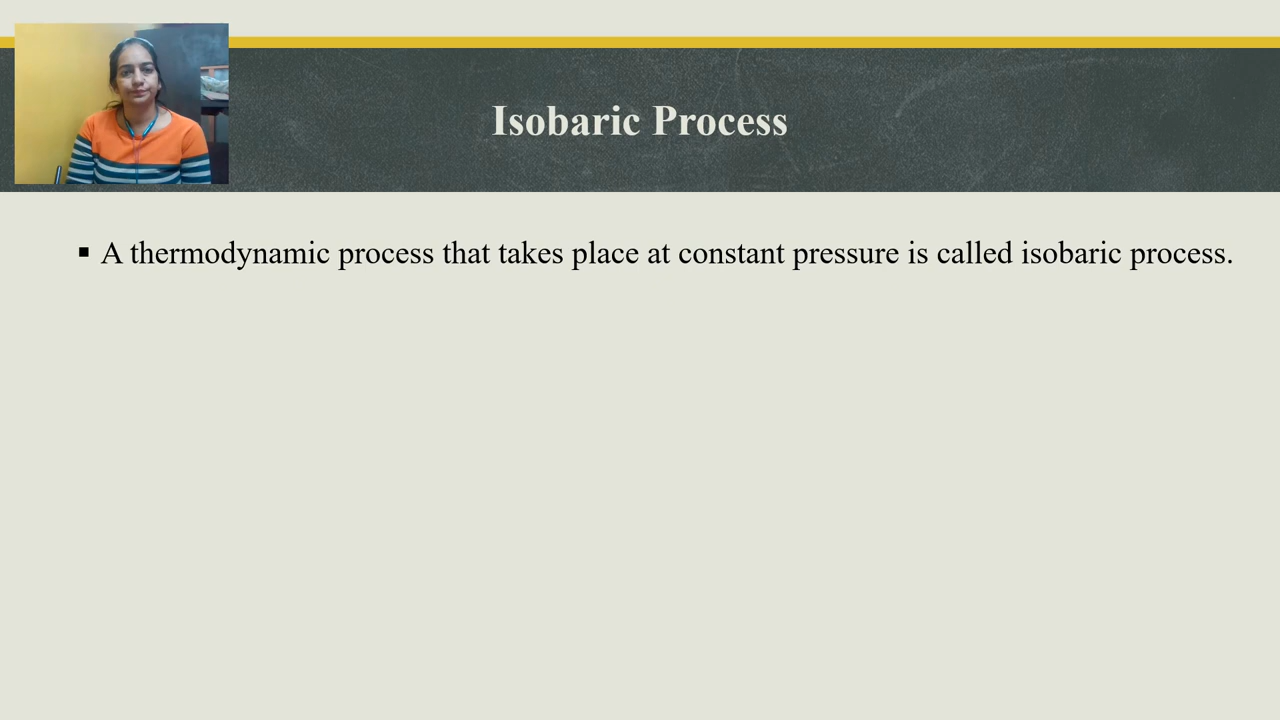 Isobaric Process
▪ A thermodynamic process that takes place at constant pressure is called isobaric process.